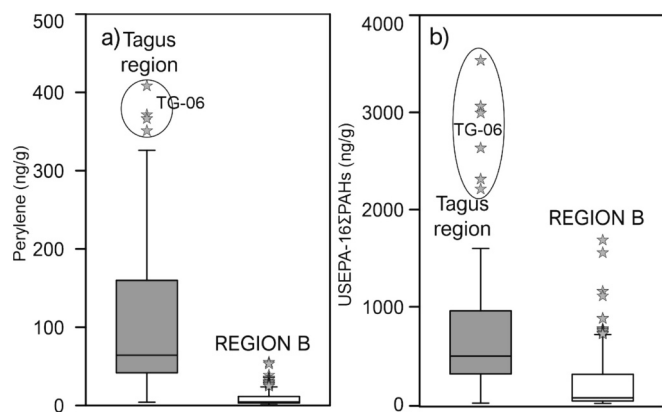 a)
Tagus
region
TG-06
REGION B
Perylene (ng/g)
500
400
300
200
100
0
b)
TG-06
Tagus
region
REGION B
USEPA-16ΣPAHs (ng/g)
4000
3000
2000
1000
0